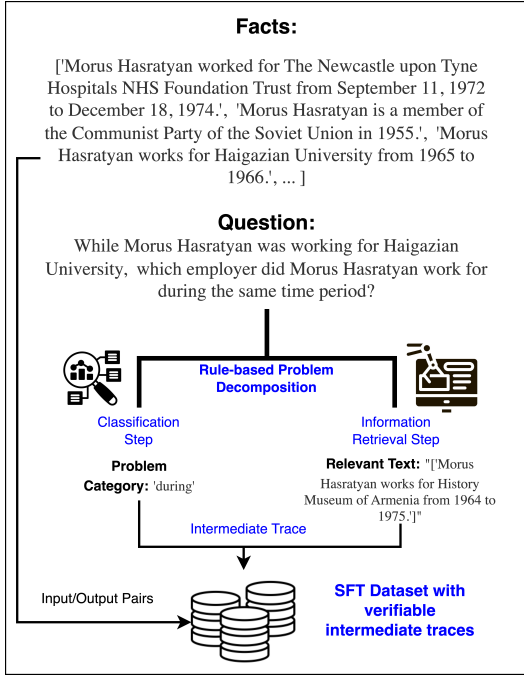 Facts:
['Morus Hasratyan worked for The Newcastle upon Tyne
Hospitals NHS Foundation Trust from September 11, 1972
to December 18, 1974.', 'Morus Hasratyan is a member of
the Communist Party of the Soviet Union in 1955.', 'Morus
Hasratyan works for Haigazian University from 1965 to
1966.', ... ]
Question:
While Morus Hasratyan was working for Haigazian
University, which employer did Morus Hasratyan work for
during the same time period?
Rule-based Problem
Decomposition
Classification
Step
Problem
Category: 'during'
Information
Retrieval Step
Relevant Text: "['Morus
Hasratyan works for History
Museum of Armenia from 1964 to
1975.']"
Intermediate Trace
Input/Output Pairs
SFT Dataset with
verifiable
intermediate traces